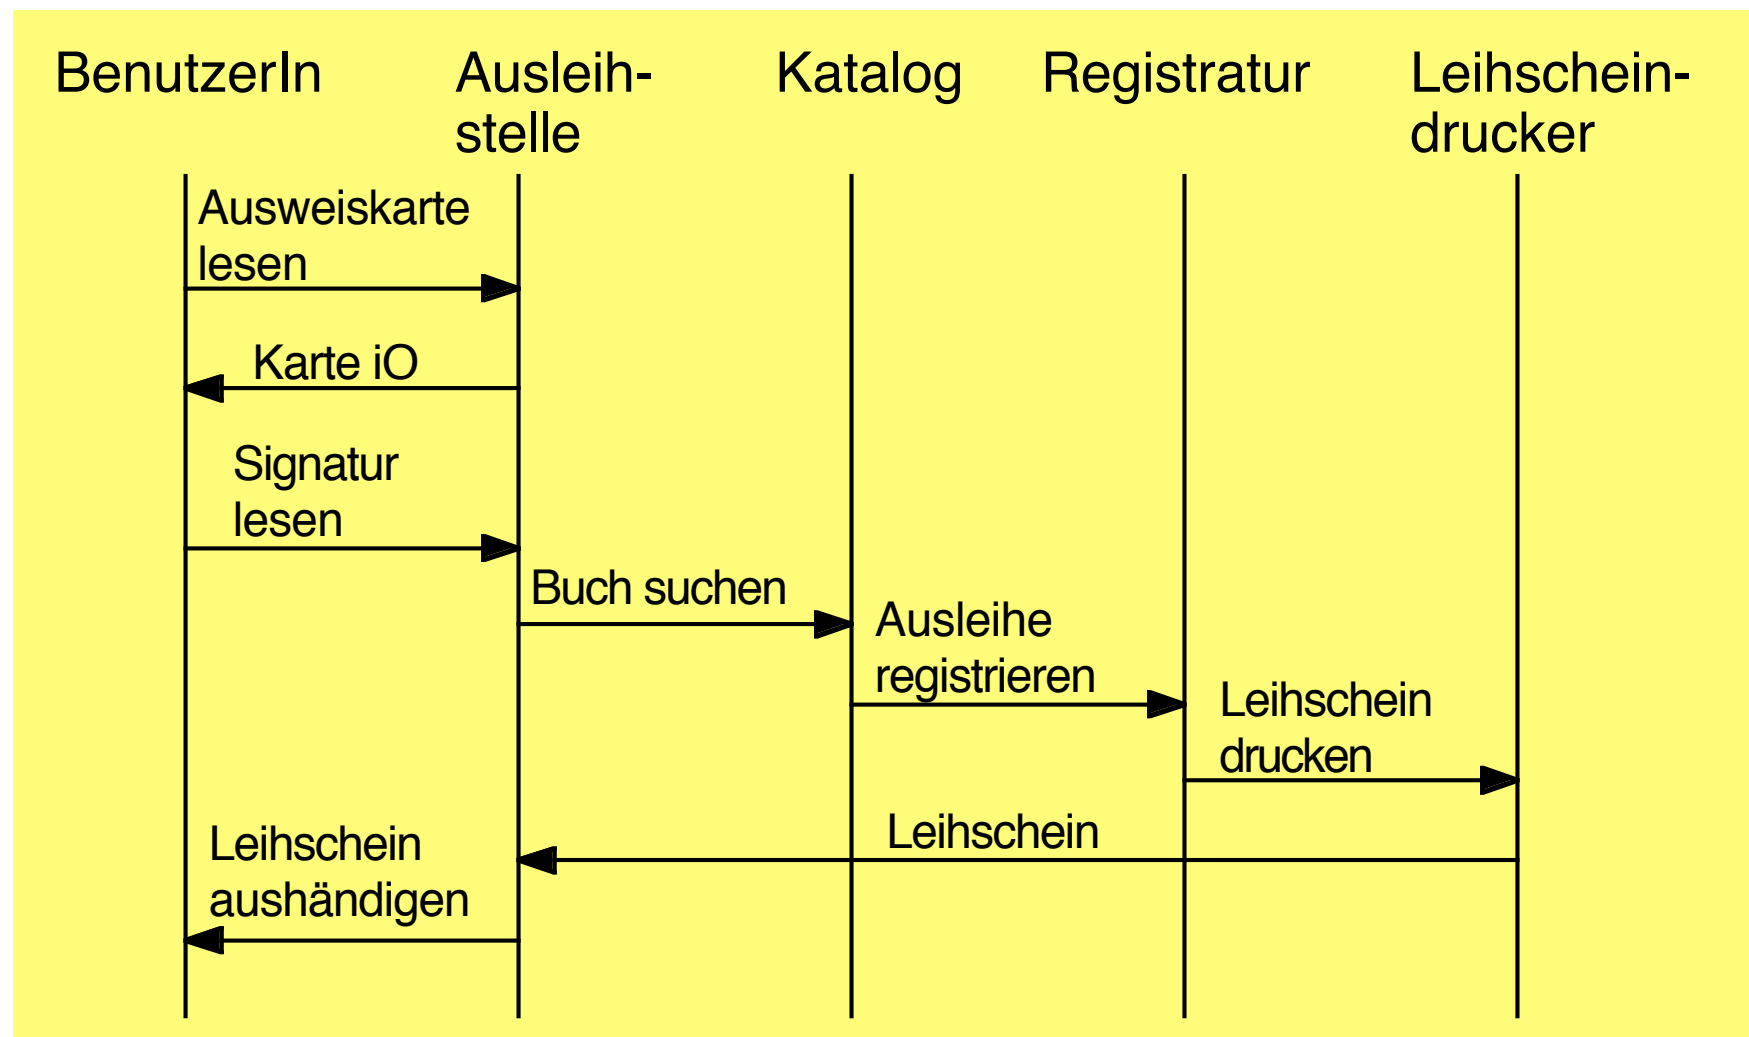 BenutzerIn
Ausleih-
stelle
Katalog
Registratur
Leihschein-
drucker
Ausweiskarte
lesen
Karte iO
Signatur
lesen
Buch suchen
Ausleihe
registrieren
Leihschein
drucken
Leihschein
Leihschein
aushändigen